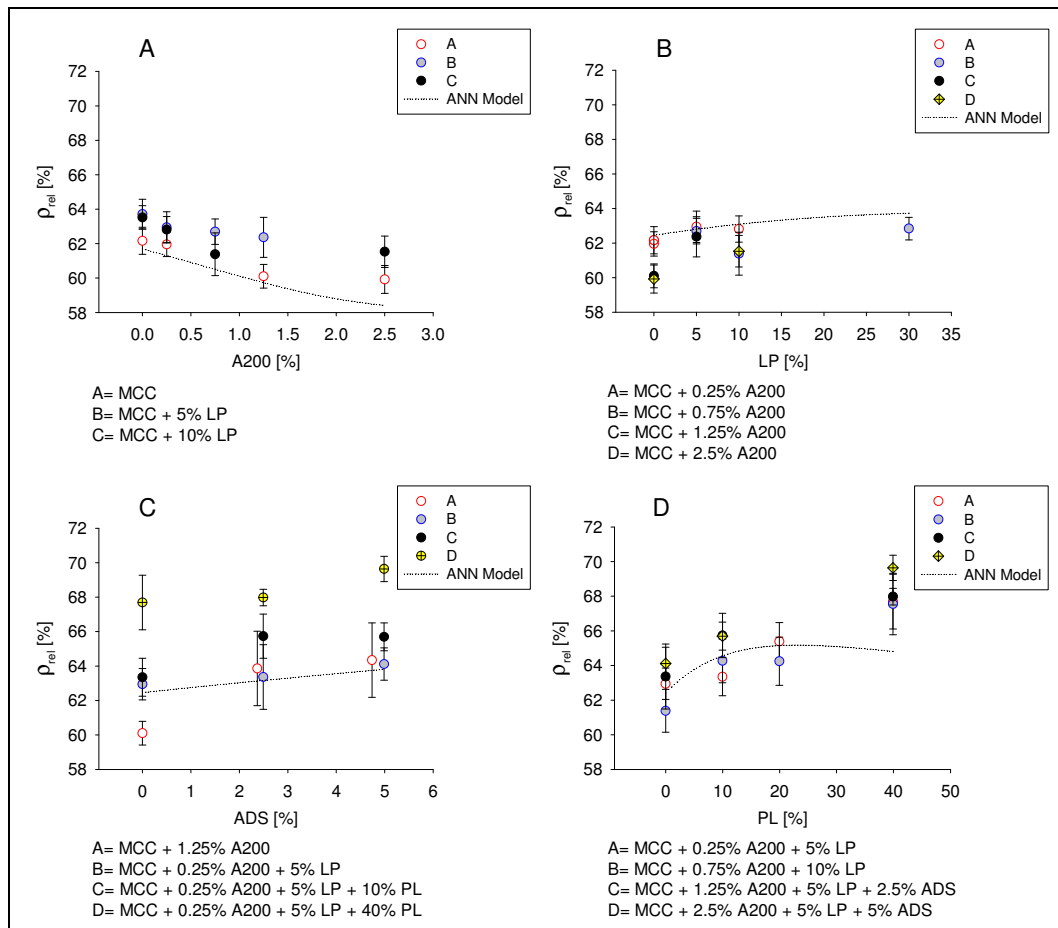 A
A
B
C
ANN Model
72
70
68
66
64
62
60
58
ρrel [%]
0.0 0.5 1.0 1.5 2.0 2.5 3.0
A200 [%]
A= MCC
B= MCC + 5% LP
C= MCC + 10% LP
B
A
B
C
D
ANN Model
72
70
68
66
64
62
60
58
ρrel [%]
0 5 10 15 20 25 30 35
LP [%]
A= MCC + 0.25% A200
B= MCC + 0.75% A200
C= MCC + 1.25% A200
D= MCC + 2.5% A200
C
A
B
C
D
ANN Model
72
70
68
66
64
62
60
58
ρrel [%]
0 1 2 3 4 5 6
ADS [%]
A= MCC + 1.25% A200
B= MCC + 0.25% A200 + 5% LP
C= MCC + 0.25% A200 + 5% LP + 10% PL
D= MCC + 0.25% A200 + 5% LP + 40% PL
D
A
B
C
D
ANN Model
72
70
68
66
64
62
60
58
ρrel [%]
0 10 20 30 40 50
PL [%]
A= MCC + 0.25% A200 + 5% LP
B= MCC + 0.75% A200 + 10% LP
C= MCC + 1.25% A200 + 5% LP + 2.5% ADS
D= MCC + 2.5% A200 + 5% LP + 5% ADS